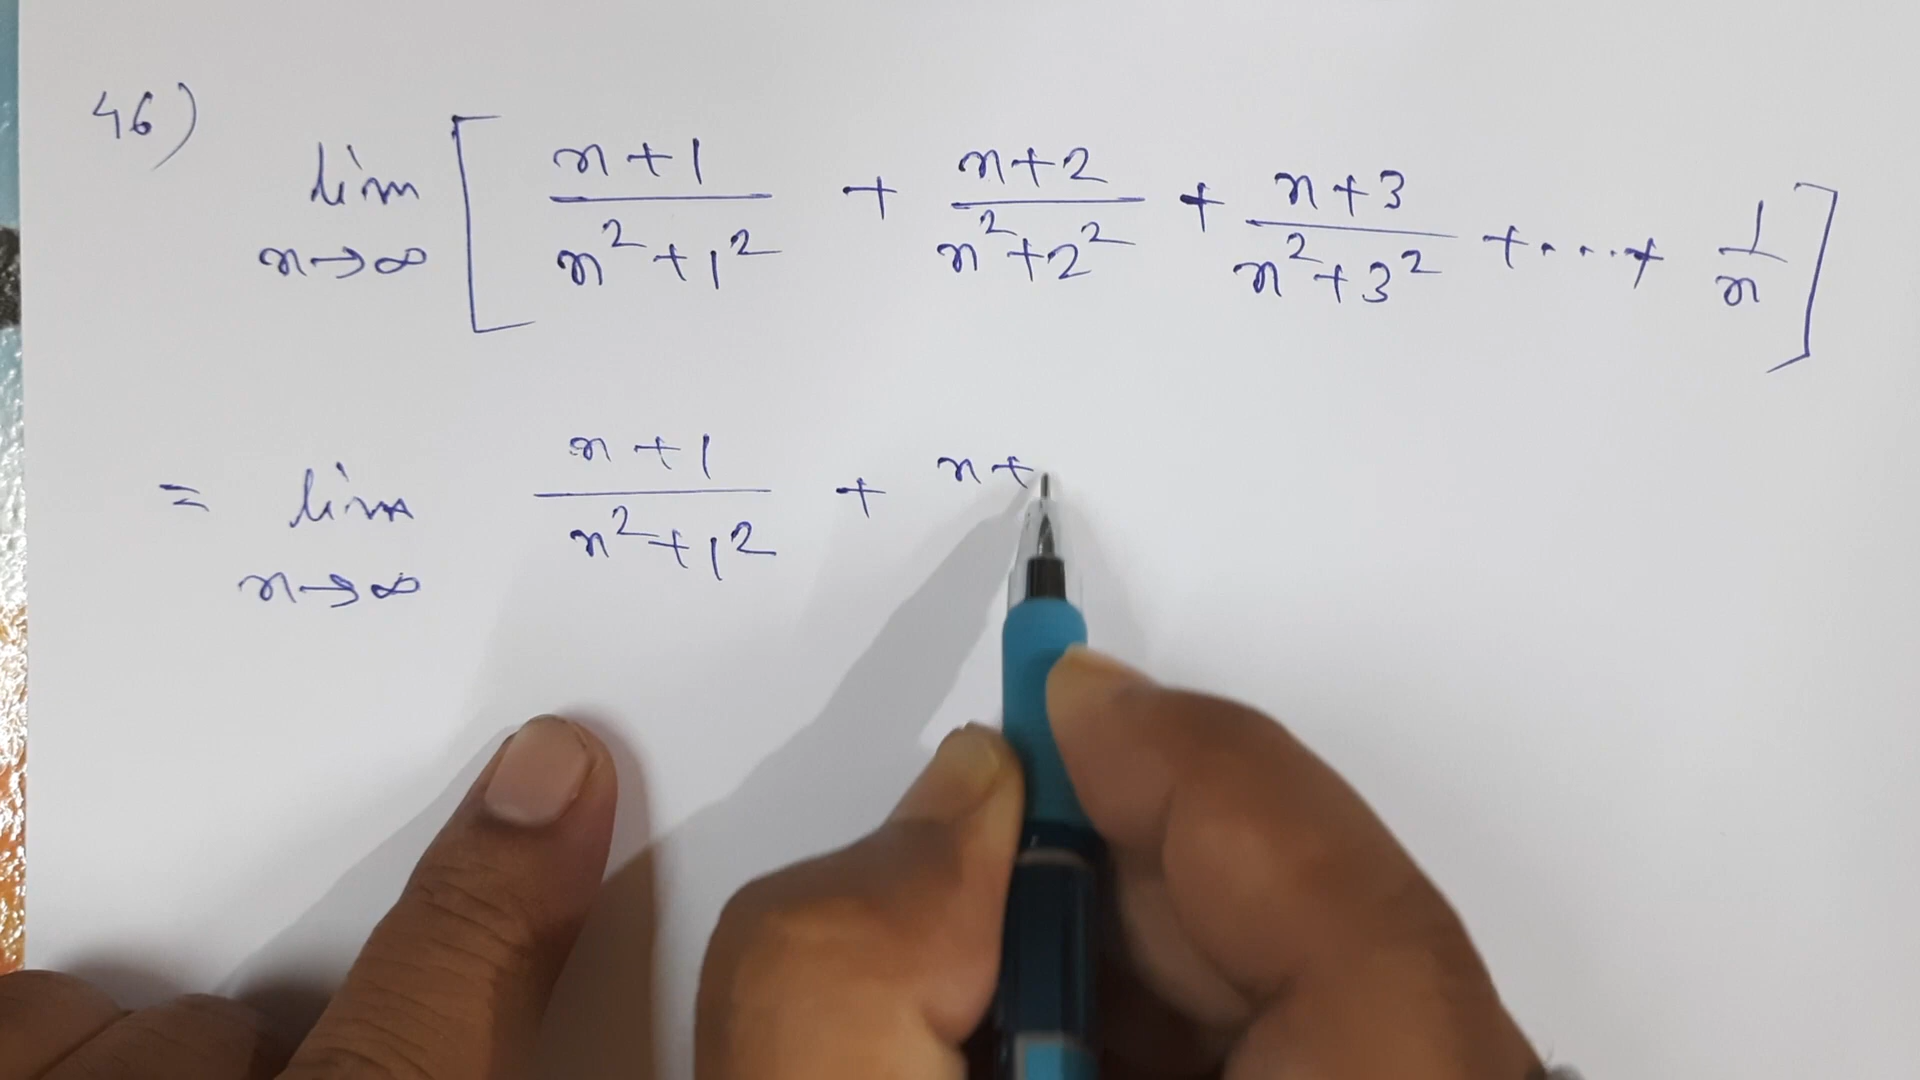 46)
lim n→∞ [ (n+1)/(n²+1²) + (n+2)/(n²+2²) + (n+3)/(n²+3²) +....+ 1/n ]
= lim n→∞ (n+1)/(n²+1²) + n+